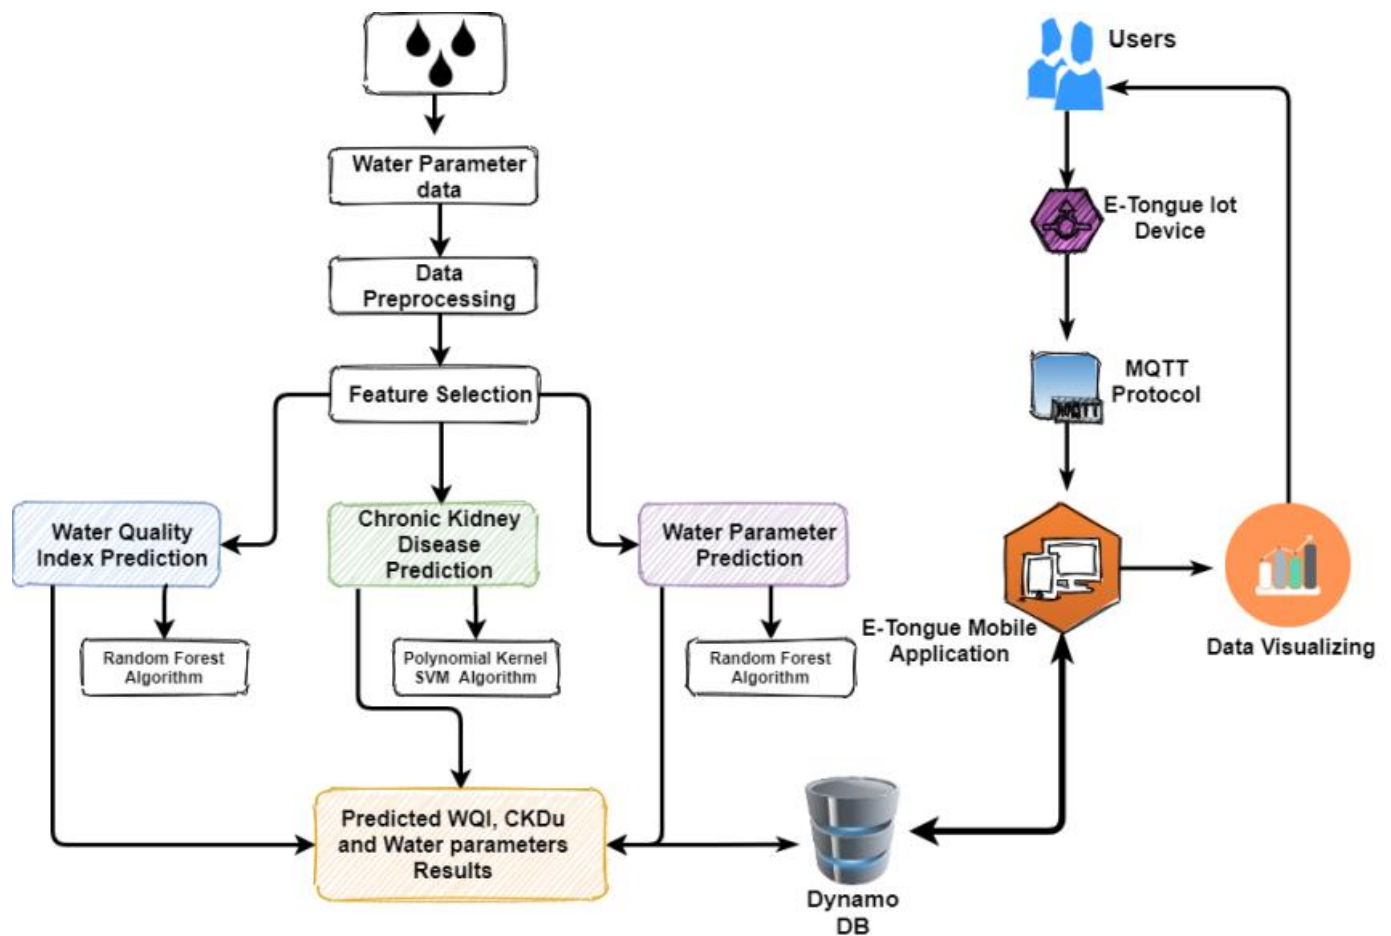 Water Parameter
data
Data
Preprocessing
Feature Selection
Water Quality
Index Prediction
Chronic Kidney
Disease
Prediction
Water Parameter
Prediction
Random Forest
Algorithm
Polynomial Kernel
SVM Algorithm
Random Forest
Algorithm
Predicted WQI, CKDu
and Water parameters
Results
Dynamo
DB
Users
E-Tongue Iot
Device
MQTT
Protocol
MQTT
E-Tongue Mobile
Application
Data Visualizing